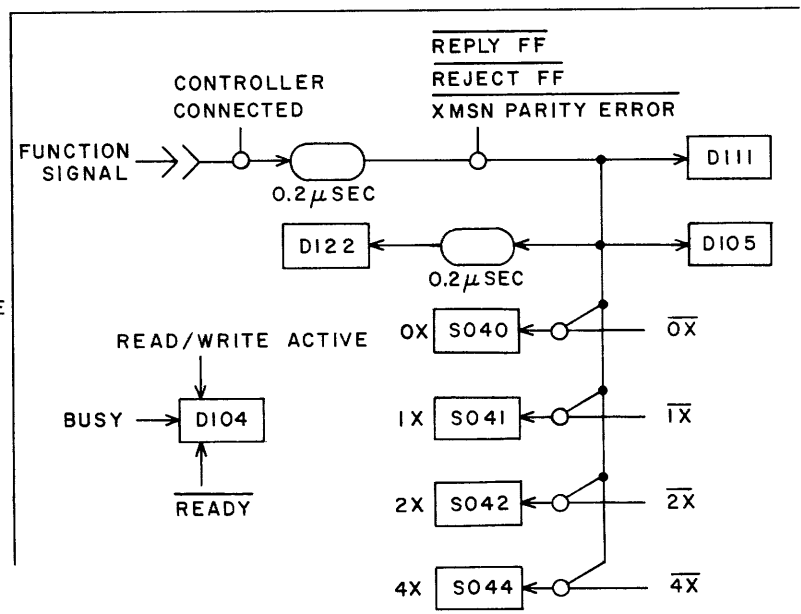 REPLY FF
REJECT FF
XMSN PARITY ERROR
CONTROLLER
CONNECTED
FUNCTION
SIGNAL
0.2μSEC
D111
D122
0.2μSEC
D105
E
READ/WRITE ACTIVE
0X S040 0X
BUSY D104
1X S041 1X
READY
2X S042 2X
4X S044 4X